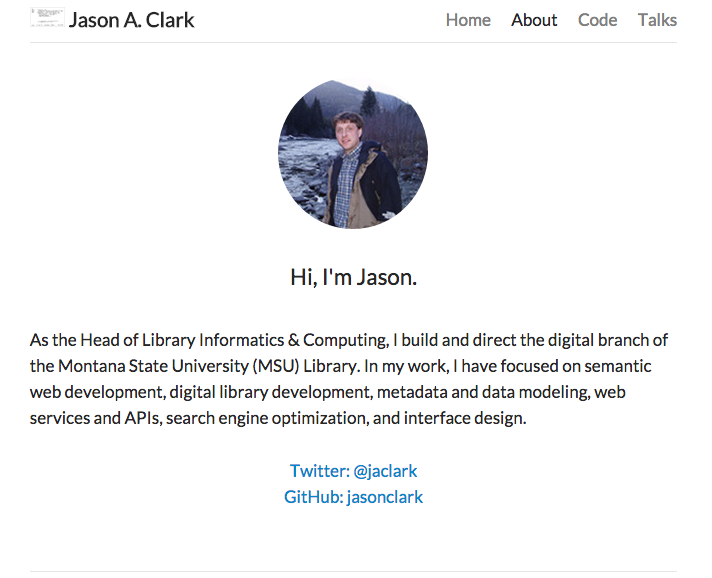 Jason A. Clark
Home About Code Talks
Hi, I'm Jason.
As the Head of Library Informatics & Computing, I build and direct the digital branch of
the Montana State University (MSU) Library. In my work, I have focused on semantic
web development, digital library development, metadata and data modeling, web
services and APIs, search engine optimization, and interface design.
Twitter: @jaclark
GitHub: jasonclark